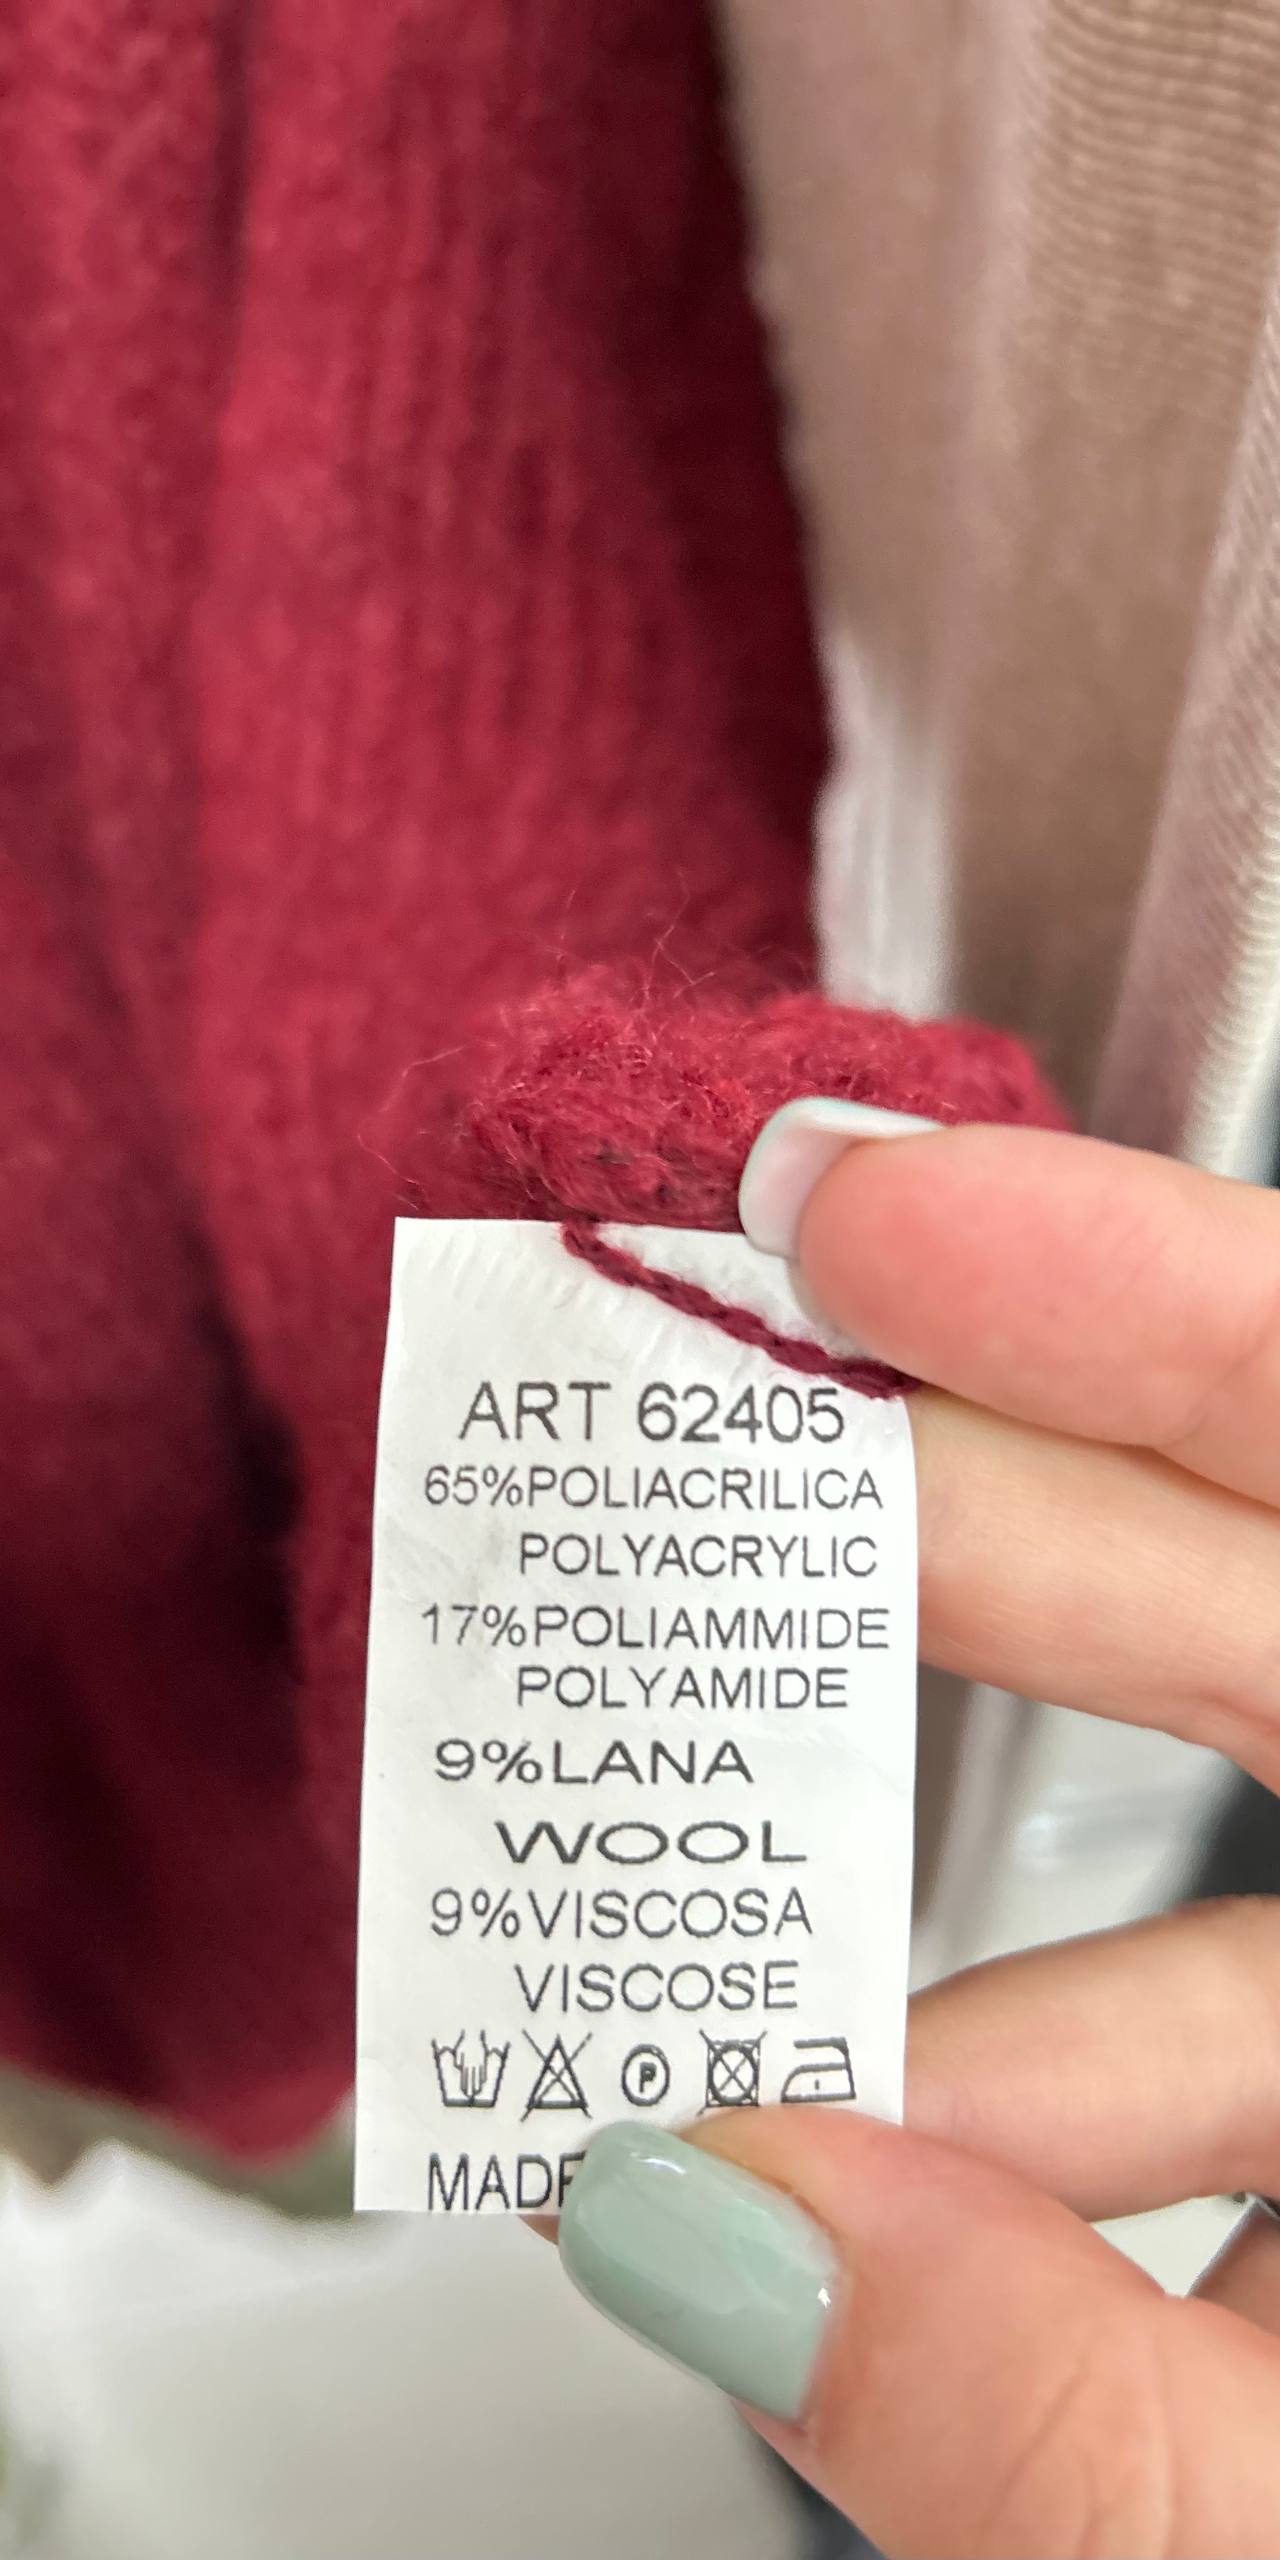 ART 62405
65%POLIACRILICA
POLYACRYLIC
17%POLIAMMIDE
POLYAMIDE
9%LANA
WOOL
9%VISCOSA
VISCOSE
P
MADE